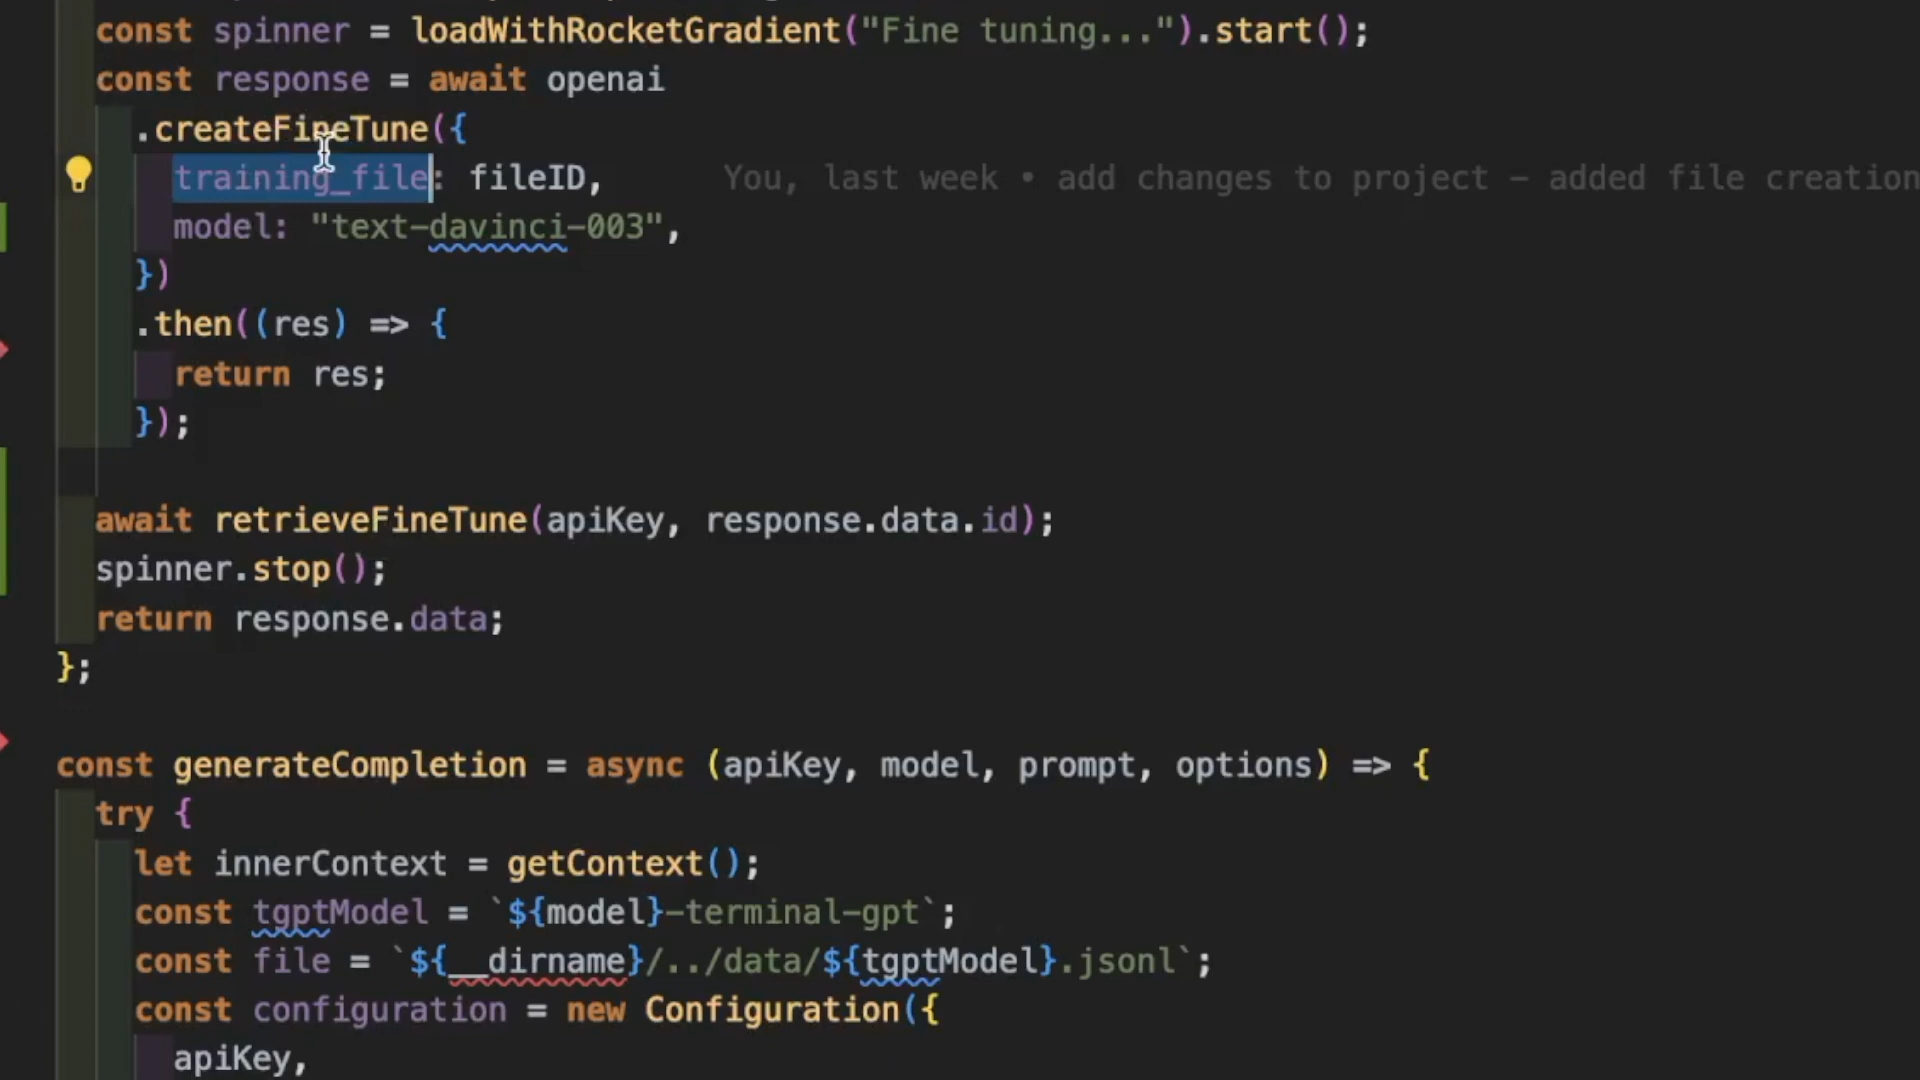 const spinner = loadWithRocketGradient("Fine tuning...").start();
const response = await openai
.createFineTune({
training_file: fileID, You, last week • add changes to project – added file creation
model: "text-davinci-003",
})
.then((res) => {
return res;
});
await retrieveFineTune(apiKey, response.data.id);
spinner.stop();
return response.data;
};
const generateCompletion = async (apiKey, model, prompt, options) => {
try {
let innerContext = getContext();
const tgptModel = `${model}-terminal-gpt`;
const file = `${__dirname}/../data/${tgptModel}.jsonl`;
const configuration = new Configuration({
apiKey,